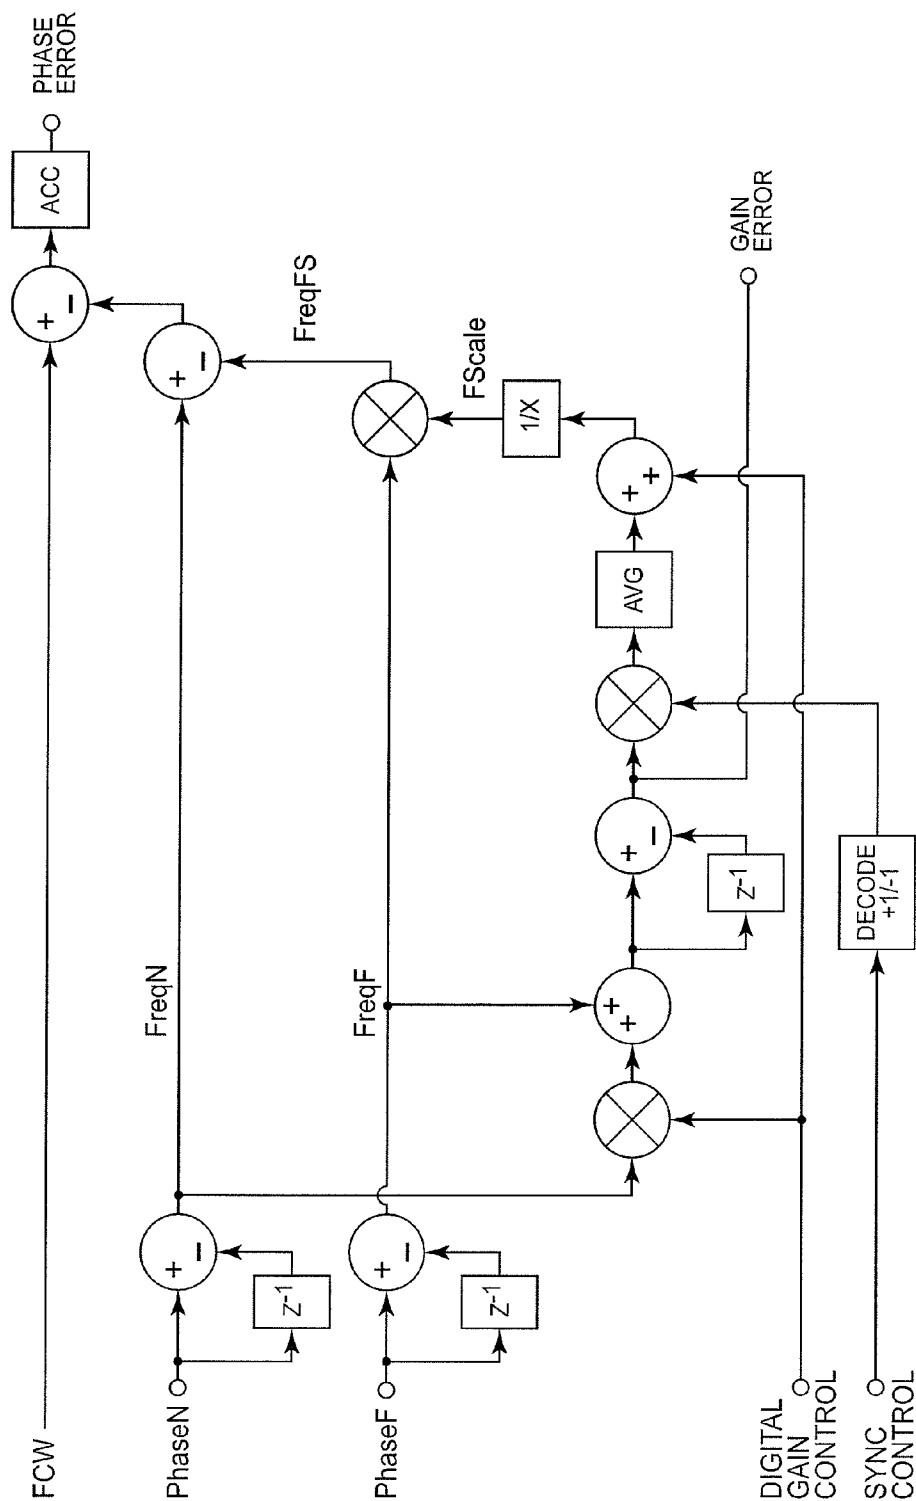 FCW
PhaseN
PhaseF
DIGITAL
GAIN
CONTROL
SYNC
CONTROL
+
−
z-1
+
−
z-1
FreqN
FreqF
+
+
z-1
+
−
DECODE
+1/-1
AVG
+
+
1/X
FScale
FreqFS
+
−
+
−
ACC
PHASE
ERROR
GAIN
ERROR